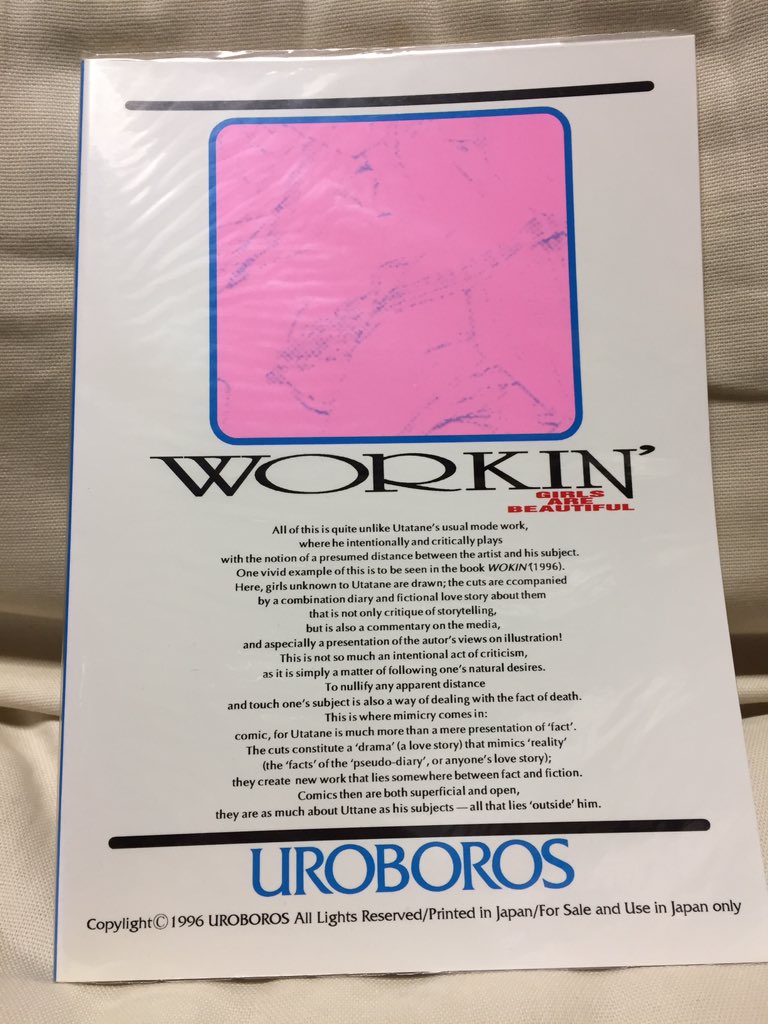 WORKIN'
GIRLS
ARE
BEAUTIFUL
All of this is quite unlike Utatane's usual mode work,
where he intentionally and critically plays
with the notion of a presumed distance between the artist and his subject.
One vivid example of this is to be seen in the book WOKIN'(1996).
Here, girls unknown to Utatane are drawn; the cuts are ccompanied
by a combination diary and fictional love story about them
that is not only critique of storytelling,
but is also a commentary on the media,
and aspecially a presentation of the autor's views on illustration!
This is not so much an intentional act of criticism,
as it is simply a matter of following one's natural desires.
To nullify any apparent distance
and touch one's subject is also a way of dealing with the fact of death.
This is where mimicry comes in:
comic, for Utatane is much more than a mere presentation of 'fact'.
The cuts constitute a 'drama' (a love story) that mimics 'reality'
(the 'facts' of the 'pseudo-diary', or anyone's love story);
they create new work that lies somewhere between fact and fiction.
Comics then are both superficial and open,
they are as much about Uttane as his subjects — all that lies 'outside' him.
UROBOROS
Copylight©1996 UROBOROS All Lights Reserved/Printed in Japan/For Sale and Use in Japan only